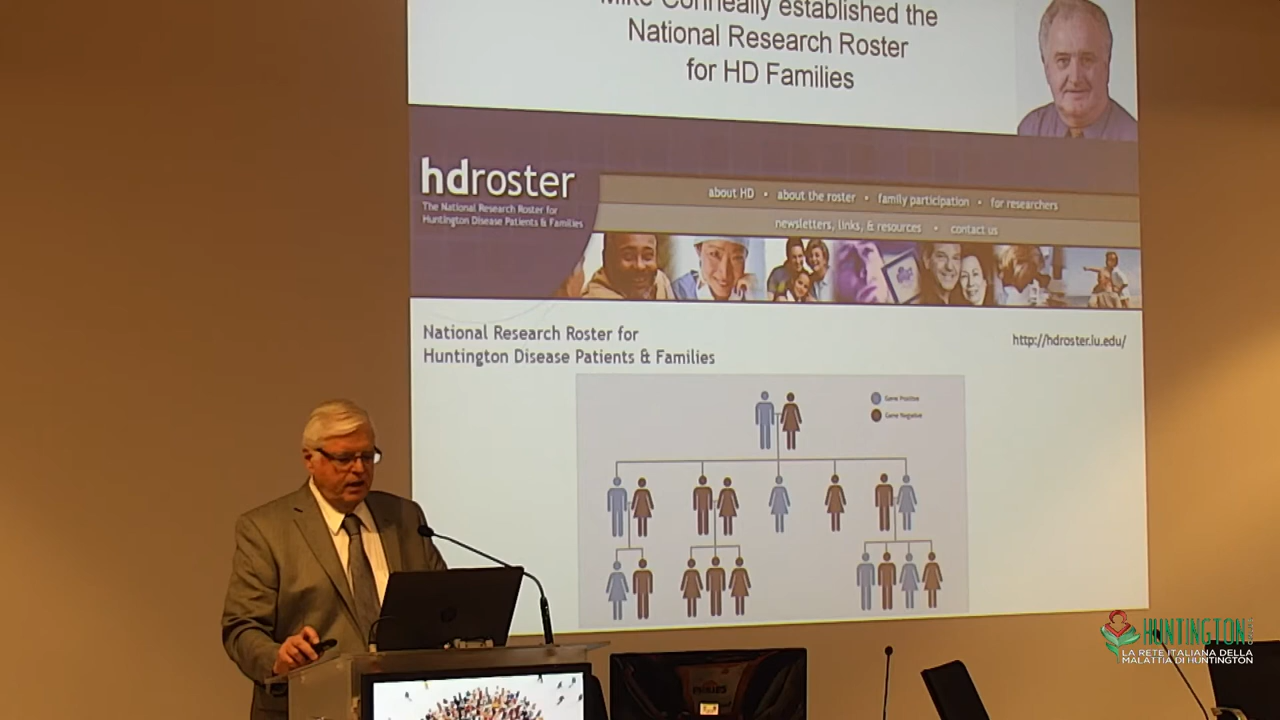 Mike Conneally established the
National Research Roster
for HD Families
hdroster
The National Research Roster for
Huntington Disease Patients & Families
about HD • about the roster • family participation • for researchers
newsletters, links, & resources • contact us
National Research Roster for
Huntington Disease Patients & Families
http://hdroster.iu.edu/
Gene Positive
Gene Negative
HUNTINGTON
LA RETE ITALIANA DELLA
MALATTIA DI HUNTINGTON